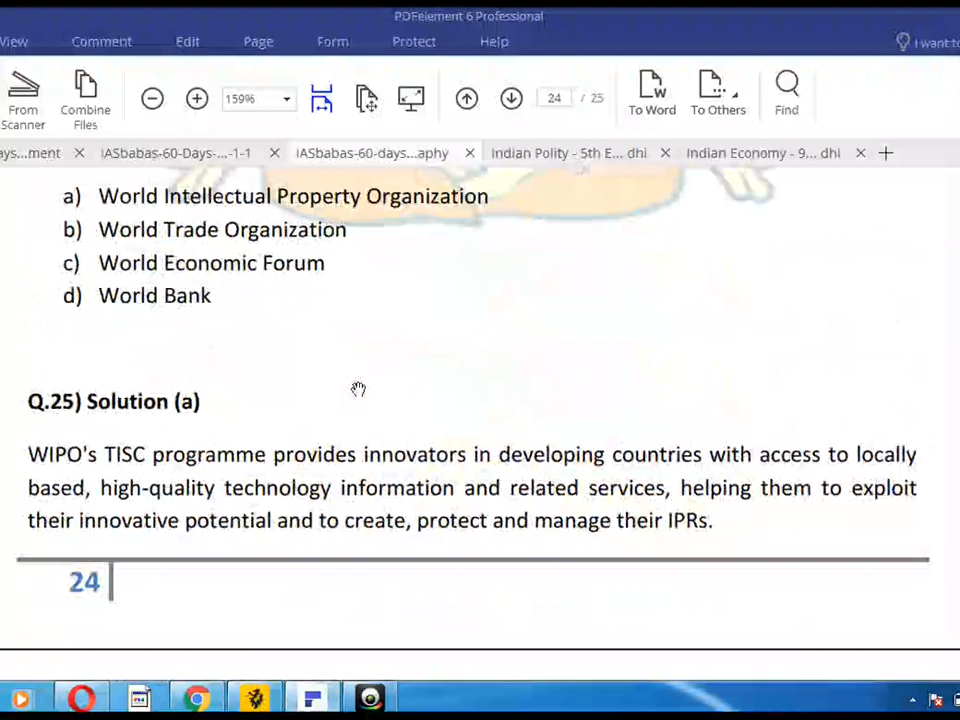 PDFelement 6 Professional
View Comment Edit Page Form Protect Help I want to
From Scanner
Combine Files
159%
24 / 25
To Word
To Others
Find
ays...ment IASbabas-60-Days-...-1-1 IASbabas-60-days...aphy Indian Polity - 5th E... dhi Indian Economy - 9... dhi
a) World Intellectual Property Organization
b) World Trade Organization
c) World Economic Forum
d) World Bank
Q.25) Solution (a)
WIPO's TISC programme provides innovators in developing countries with access to locally
based, high-quality technology information and related services, helping them to exploit
their innovative potential and to create, protect and manage their IPRs.
24